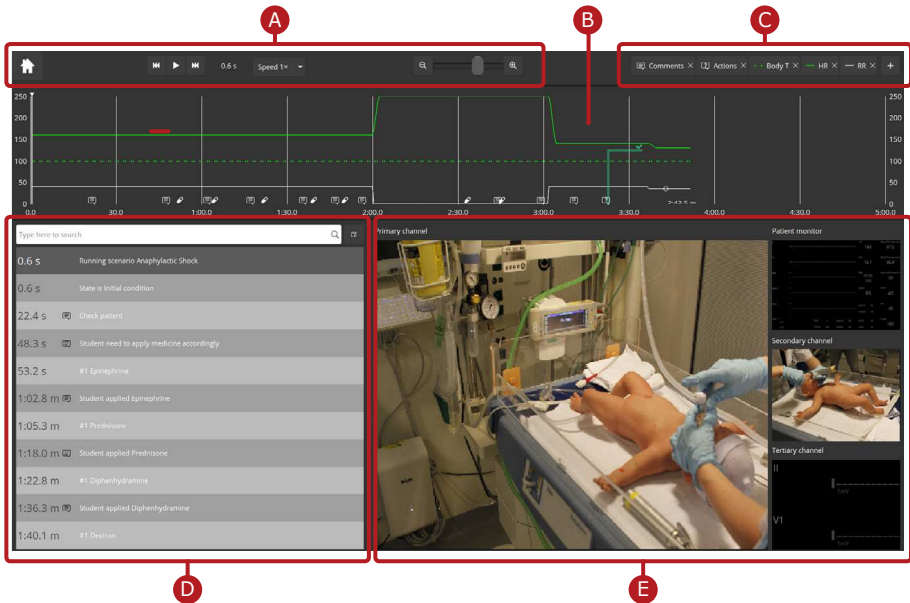 A
B
C
0.6 s
Speed 1×
Comments ×
Actions ×
Body T ×
HR ×
RR ×
+
250
250
200
200
150
150
100
100
50
50
0
0
0.0
30.0
1:00.0
1:30.0
2:00.0
2:30.0
3:00.0
3:30.0
4:00.0
4:30.0
5:00.0
Type here to search
Primary channel
Patient monitor
0.6 s Running scenario Anaphylactic Shock
0.6 s State is Initial condition
22.4 s Check patient
48.3 s Student need to apply medicine accordingly
53.2 s #1 Epinephrine
1:02.8 m Student applied Epinephrine
1:05.3 m #1 Prednisone
1:18.0 m Student applied Prednisone
1:22.8 m #1 Diphenhydramine
1:36.3 m Student applied Diphenhydramine
1:40.1 m #1 Dextran
Secondary channel
Tertiary channel
II
1mV
V1
1mV
D
E